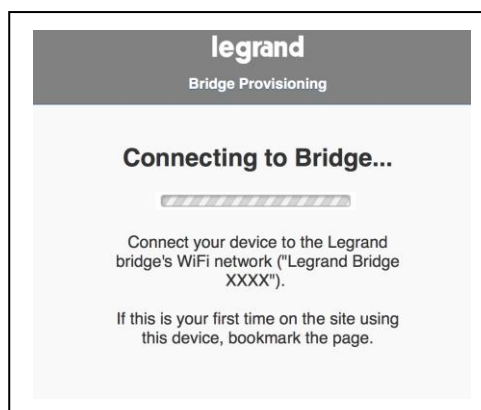 legrand
Bridge Provisioning
Connecting to Bridge...
Connect your device to the Legrand
bridge's WiFi network ("Legrand Bridge
XXXX").
If this is your first time on the site using
this device, bookmark the page.